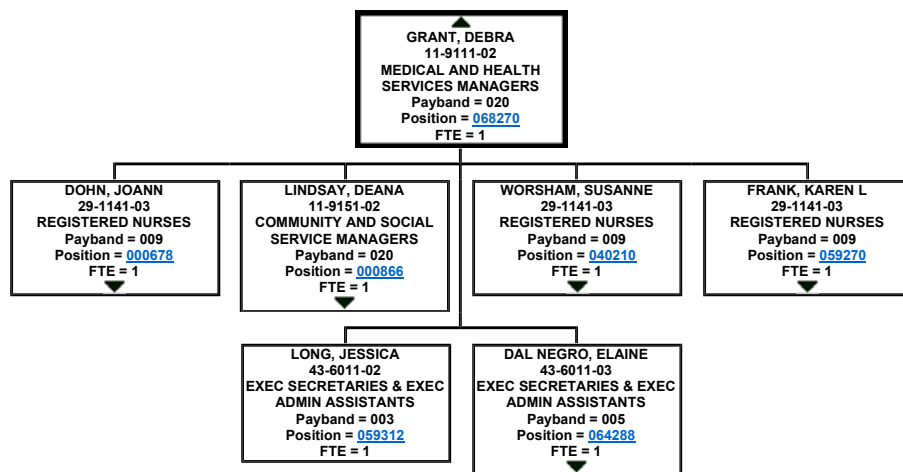 GRANT, DEBRA
11-9111-02
MEDICAL AND HEALTH
SERVICES MANAGERS
Payband = 020
Position = 068270
FTE = 1
DOHN, JOANN
29-1141-03
REGISTERED NURSES
Payband = 009
Position = 000678
FTE = 1
LINDSAY, DEANA
11-9151-02
COMMUNITY AND SOCIAL
SERVICE MANAGERS
Payband = 020
Position = 000866
FTE = 1
WORSHAM, SUSANNE
29-1141-03
REGISTERED NURSES
Payband = 009
Position = 040210
FTE = 1
FRANK, KAREN L
29-1141-03
REGISTERED NURSES
Payband = 009
Position = 059270
FTE = 1
LONG, JESSICA
43-6011-02
EXEC SECRETARIES & EXEC
ADMIN ASSISTANTS
Payband = 003
Position = 059312
FTE = 1
DAL NEGRO, ELAINE
43-6011-03
EXEC SECRETARIES & EXEC
ADMIN ASSISTANTS
Payband = 005
Position = 064288
FTE = 1